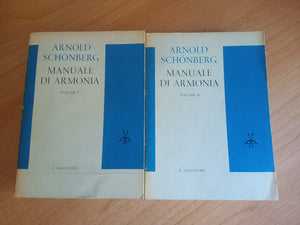 ARNOLD
SCHÖNBERG
MANUALE
DI ARMONIA
VOLUME I
IL SAGGIATORE
ARNOLD
SCHÖNBERG
MANUALE
DI ARMONIA
VOLUME II
IL SAGGIATORE